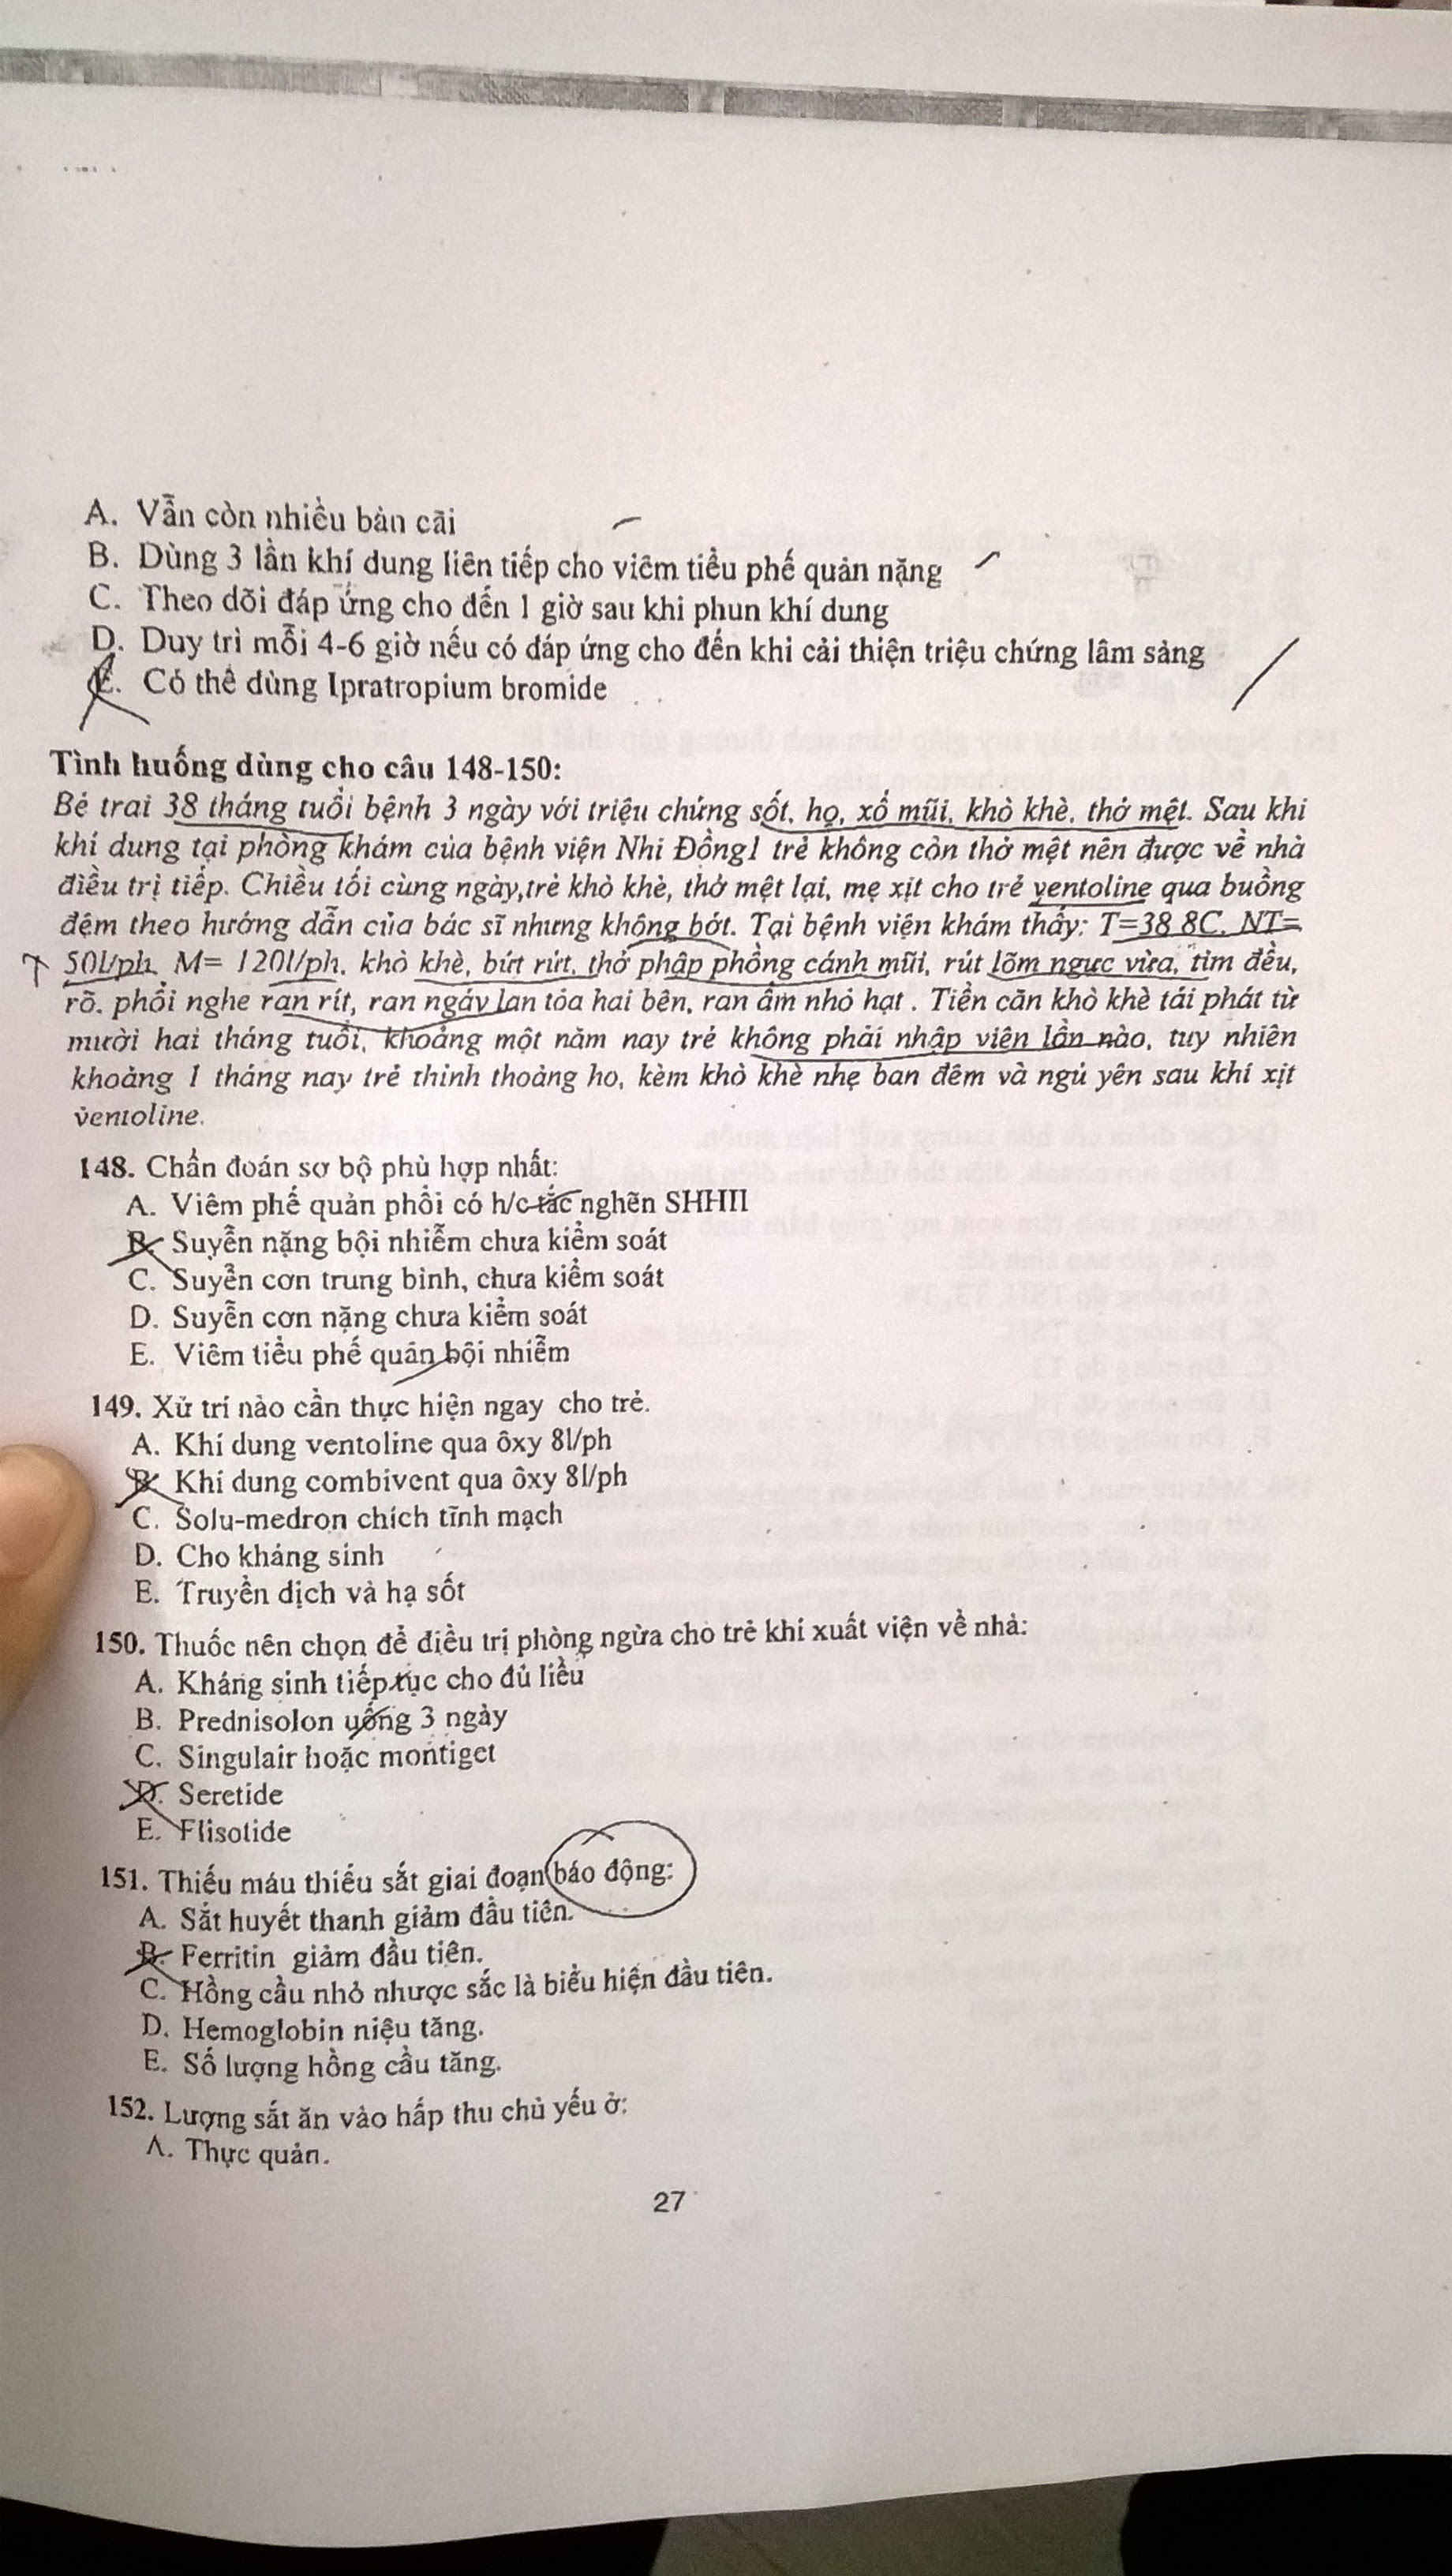 A. Vẫn còn nhiều bàn cãi
B. Dùng 3 lần khí dung liên tiếp cho viêm tiểu phế quản nặng
C. Theo dõi đáp ứng cho đến 1 giờ sau khi phun khí dung
D. Duy trì mỗi 4-6 giờ nếu có đáp ứng cho đến khi cải thiện triệu chứng lâm sàng
E. Có thể dùng Ipratropium bromide
Tình huống dùng cho câu 148-150:
Bé trai 38 tháng tuổi bệnh 3 ngày với triệu chứng sốt, ho, xổ mũi, khò khè, thở mệt. Sau khi
khí dung tại phòng khám của bệnh viện Nhi Đồng1 trẻ không còn thở mệt nên được về nhà
điều trị tiếp. Chiều tối cùng ngày,trẻ khò khè, thở mệt lại, mẹ xịt cho trẻ ventoline qua buồng
đệm theo hướng dẫn của bác sĩ nhưng không bớt. Tại bệnh viện khám thấy: T=38 8C. NT=
50l/ph. M= 120l/ph. khò khè, bứt rứt, thở phập phồng cánh mũi, rút lõm ngực vừa, tim đều,
rõ. phổi nghe ran rít, ran ngáy lan tỏa hai bên, ran ẩm nhỏ hạt . Tiền căn khò khè tái phát từ
mười hai tháng tuổi, khoảng một năm nay trẻ không phải nhập viện lần nào, tuy nhiên
khoảng 1 tháng nay trẻ thỉnh thoảng ho, kèm khò khè nhẹ ban đêm và ngủ yên sau khi xịt
ventoline.
148. Chẩn đoán sơ bộ phù hợp nhất:
A. Viêm phế quản phổi có h/c tắc nghẽn SHHII
B. Suyễn nặng bội nhiễm chưa kiểm soát
C. Suyễn cơn trung bình, chưa kiểm soát
D. Suyễn cơn nặng chưa kiểm soát
E. Viêm tiểu phế quản bội nhiễm
149. Xử trí nào cần thực hiện ngay cho trẻ.
A. Khí dung ventoline qua ôxy 8l/ph
B. Khí dung combivent qua ôxy 8l/ph
C. Solu-medron chích tĩnh mạch
D. Cho kháng sinh
E. Truyền dịch và hạ sốt
150. Thuốc nên chọn để điều trị phòng ngừa cho trẻ khi xuất viện về nhà:
A. Kháng sinh tiếp tục cho đủ liều
B. Prednisolon uống 3 ngày
C. Singulair hoặc montiget
D. Seretide
E. Flisotide
151. Thiếu máu thiếu sắt giai đoạn báo động:
A. Sắt huyết thanh giảm đầu tiên.
B. Ferritin giảm đầu tiên.
C. Hồng cầu nhỏ nhược sắc là biểu hiện đầu tiên.
D. Hemoglobin niệu tăng.
E. Số lượng hồng cầu tăng.
152. Lượng sắt ăn vào hấp thu chủ yếu ở:
A. Thực quản.
27